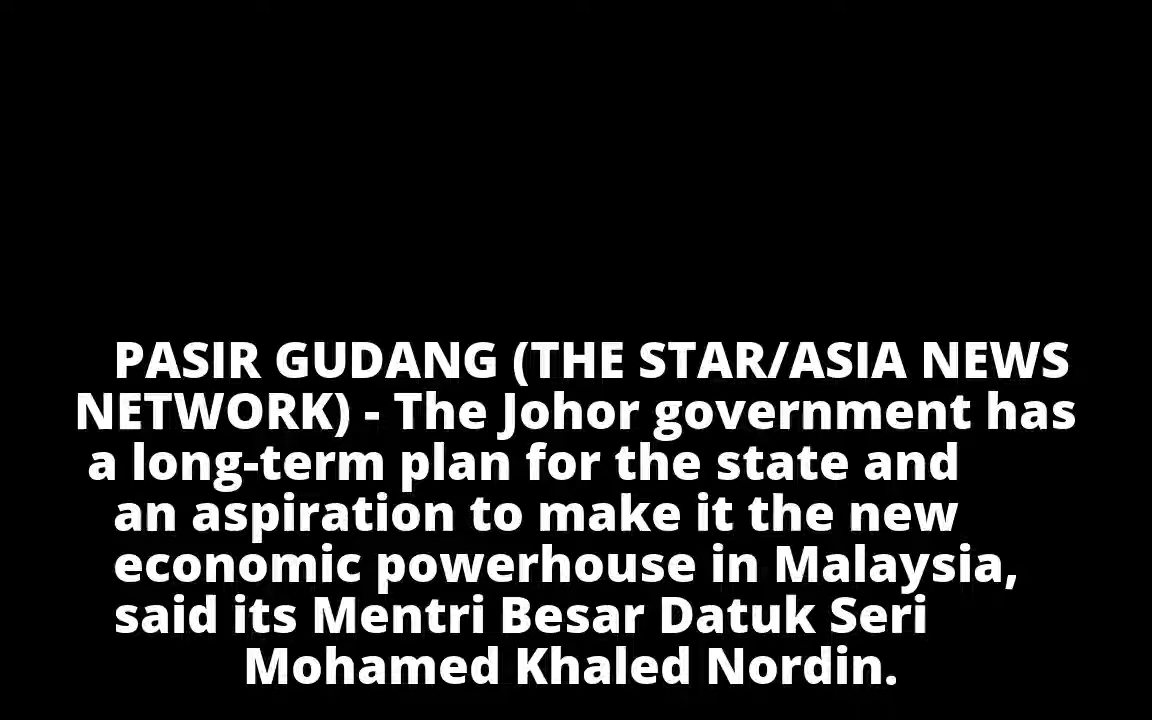 PASIR GUDANG (THE STAR/ASIA NEWS
NETWORK) - The Johor government has
a long-term plan for the state and
an aspiration to make it the new
economic powerhouse in Malaysia,
said its Mentri Besar Datuk Seri
Mohamed Khaled Nordin.